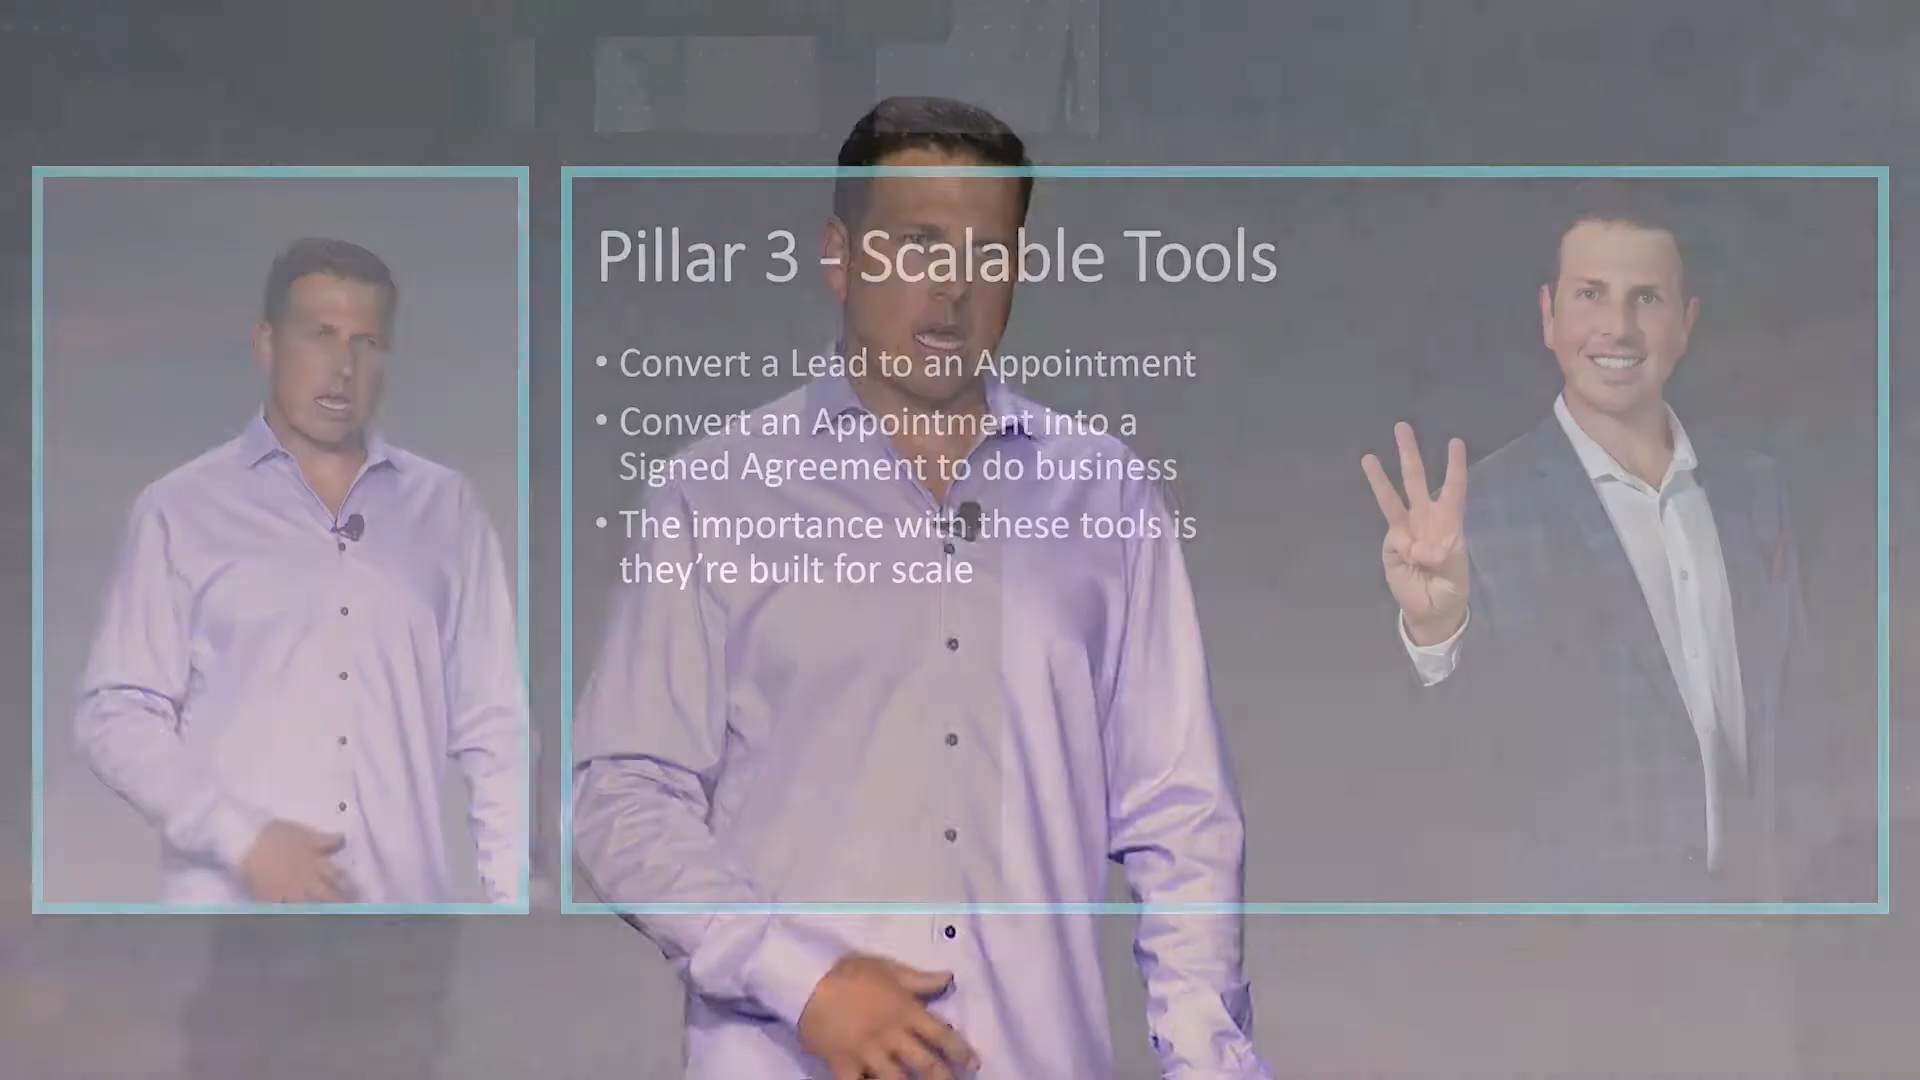 Pillar 3 - Scalable Tools
• Convert a Lead to an Appointment
• Convert an Appointment into a
Signed Agreement to do business
• The importance with these tools is
they’re built for scale